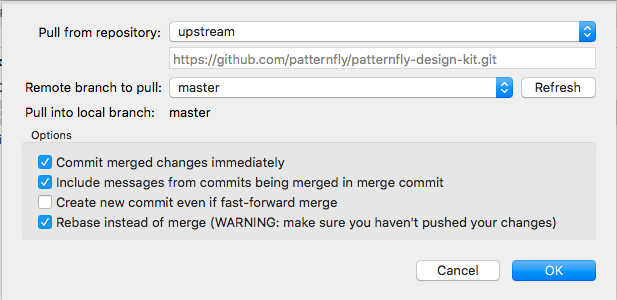 Pull from repository: upstream
https://github.com/patternfly/patternfly-design-kit.git
Remote branch to pull: master Refresh
Pull into local branch: master
Options
Commit merged changes immediately
Include messages from commits being merged in merge commit
Create new commit even if fast-forward merge
Rebase instead of merge (WARNING: make sure you haven't pushed your changes)
Cancel OK